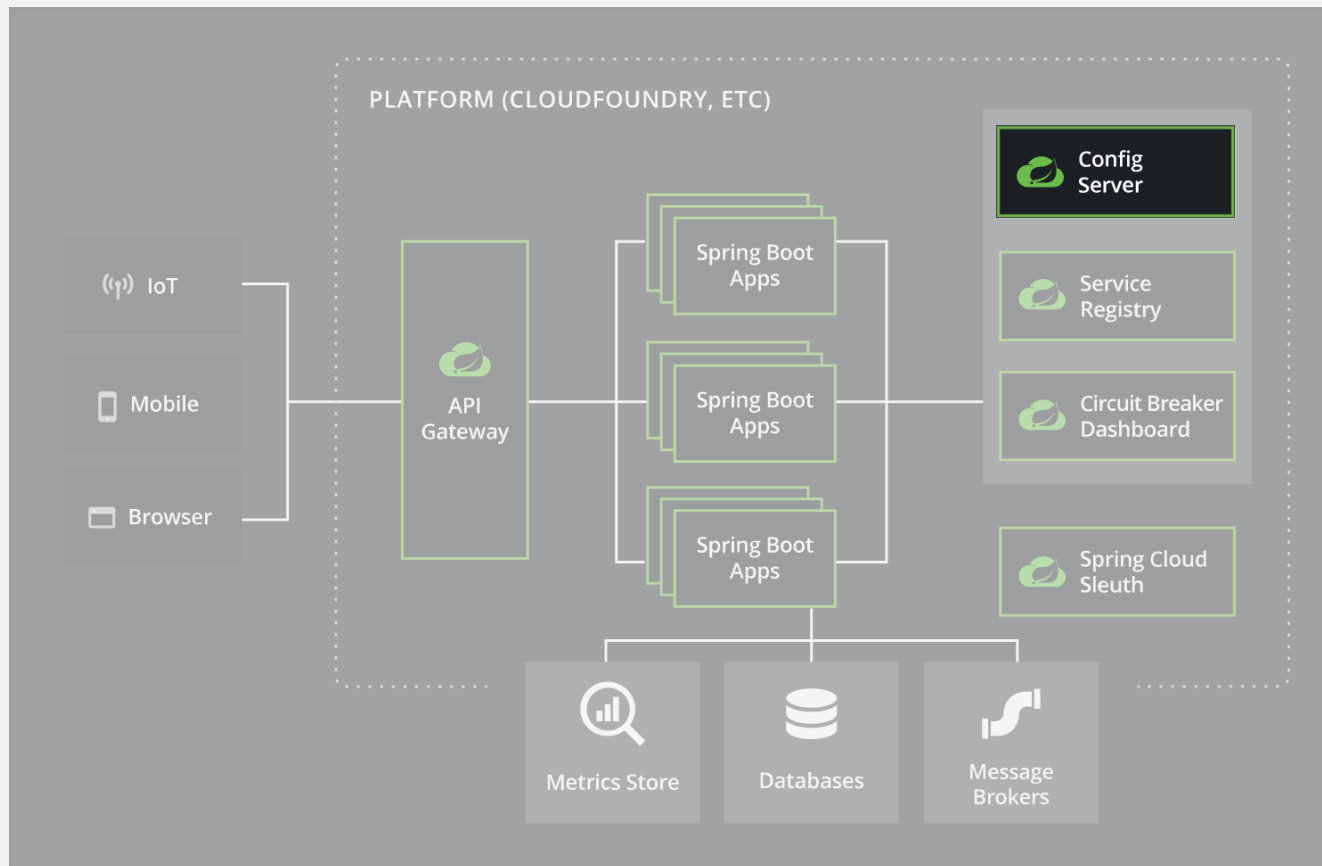 PLATFORM (CLOUDFOUNDRY, ETC)
IoT
Mobile
Browser
API
Gateway
Spring Boot
Apps
Spring Boot
Apps
Spring Boot
Apps
Config
Server
Service
Registry
Circuit Breaker
Dashboard
Spring Cloud
Sleuth
Metrics Store
Databases
Message
Brokers